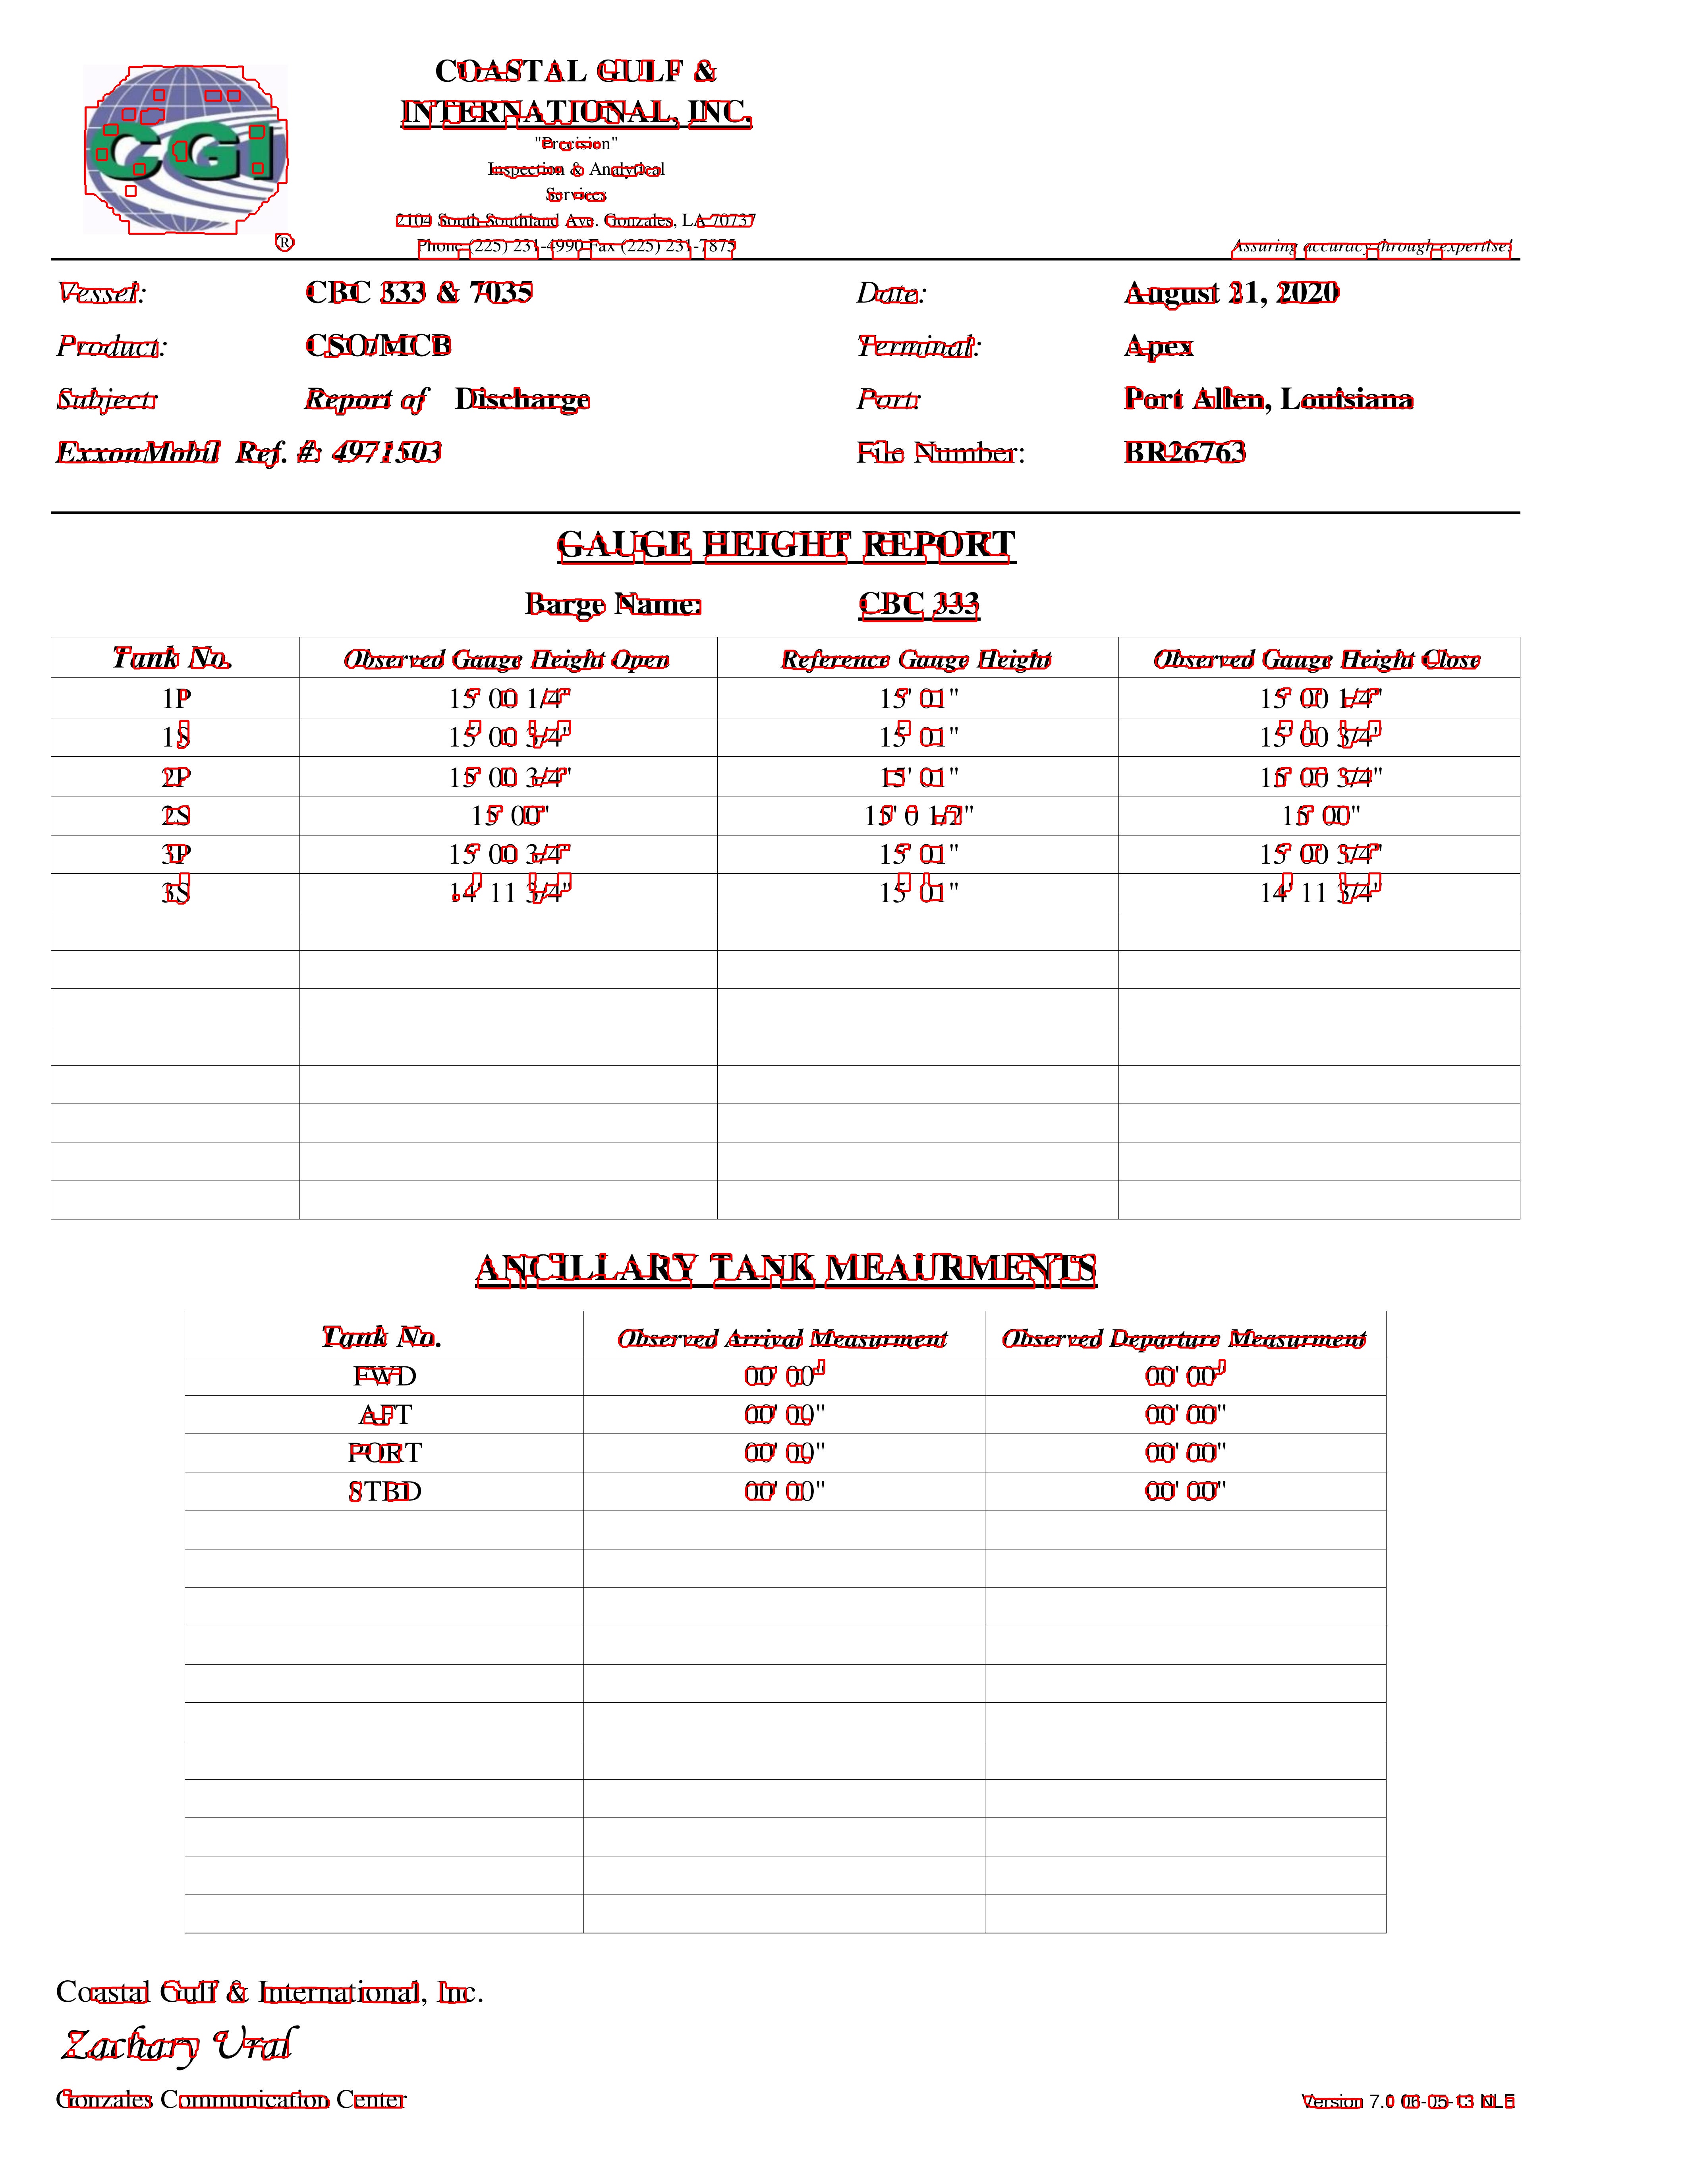 COASTAL GULF &
INTERNATIONAL, INC.
"Precision"
Inspection & Analytical
Services
2104 South Southland Ave. Gonzales, LA 70737
Phone (225) 231-4990 Fax (225) 231-7875
Assuring accuracy through expertise!
CGI
®
Vessel: CBC 333 & 7035 Date: August 21, 2020
Product: CSO/MCB Terminal: Apex
Subject: Report of Discharge Port: Port Allen, Louisiana
ExxonMobil Ref. #: 4971503 File Number: BR26763
GAUGE HEIGHT REPORT
Barge Name: CBC 333
Tank No. Observed Gauge Height Open Reference Gauge Height Observed Gauge Height Close
1P 15' 00 1/4" 15' 01" 15' 00 1/4"
1S 15' 00 3/4" 15' 01" 15' 00 3/4"
2P 15' 00 3/4" 15' 01" 15' 00 3/4"
2S 15' 00" 15' 0 1/2" 15' 00"
3P 15' 00 3/4" 15' 01" 15' 00 3/4"
3S 14' 11 3/4" 15' 01" 14' 11 3/4"
ANCILLARY TANK MEAURMENTS
Tank No. Observed Arrival Measurment Observed Departure Measurment
FWD 00' 00" 00' 00"
AFT 00' 00" 00' 00"
PORT 00' 00" 00' 00"
STBD 00' 00" 00' 00"
Coastal Gulf & International, Inc.
Zachary Ural
Gonzales Communication Center
Version 7.0 06-05-13 NLE